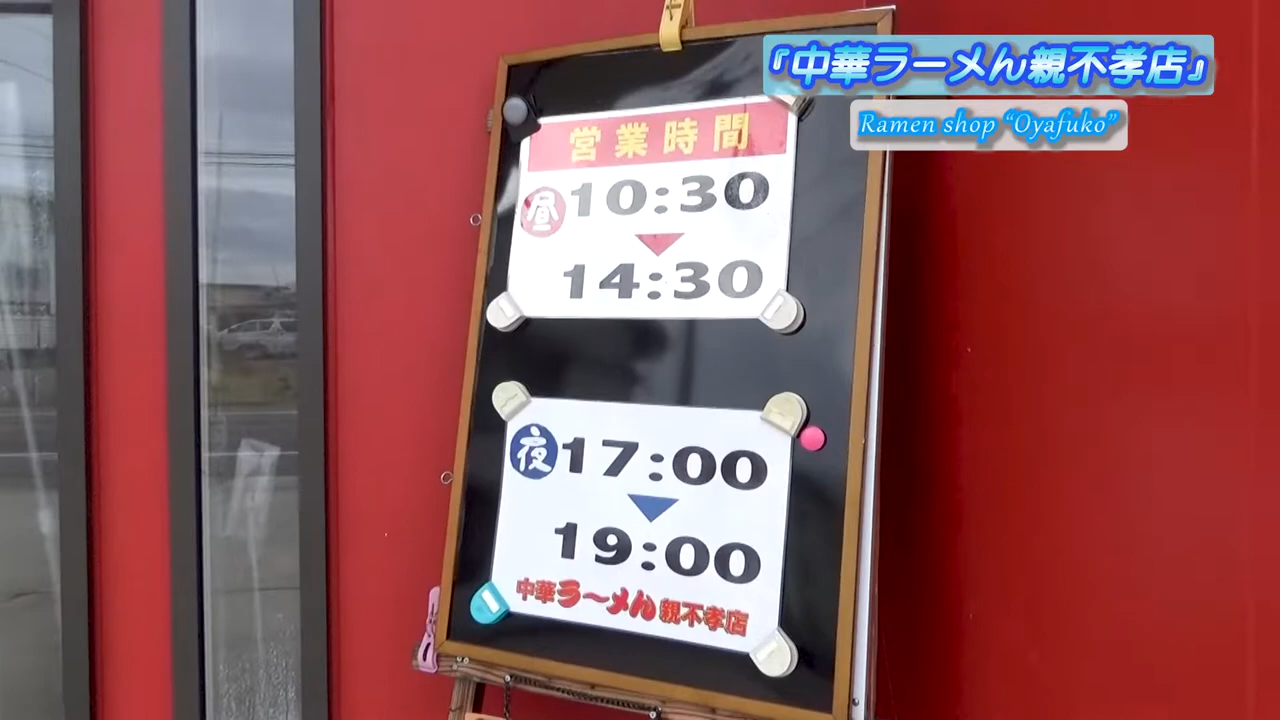 『中華ラーメん親不孝店』
Ramen shop “Oyafuko”
営業時間
昼 10:30
14:30
夜 17:00
19:00
中華ラーメん親不孝店